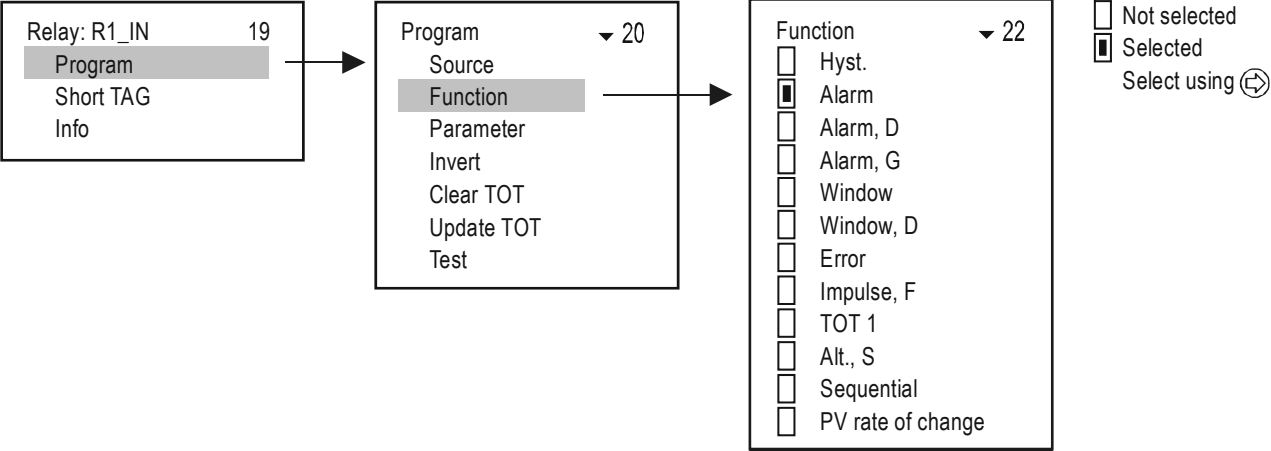 Relay: R1_IN 19
Program
Short TAG
Info
Program 20
Source
Function
Parameter
Invert
Clear TOT
Update TOT
Test
Function 22
Hyst.
Alarm
Alarm, D
Alarm, G
Window
Window, D
Error
Impulse, F
TOT 1
Alt., S
Sequential
PV rate of change
Not selected
Selected
Select using